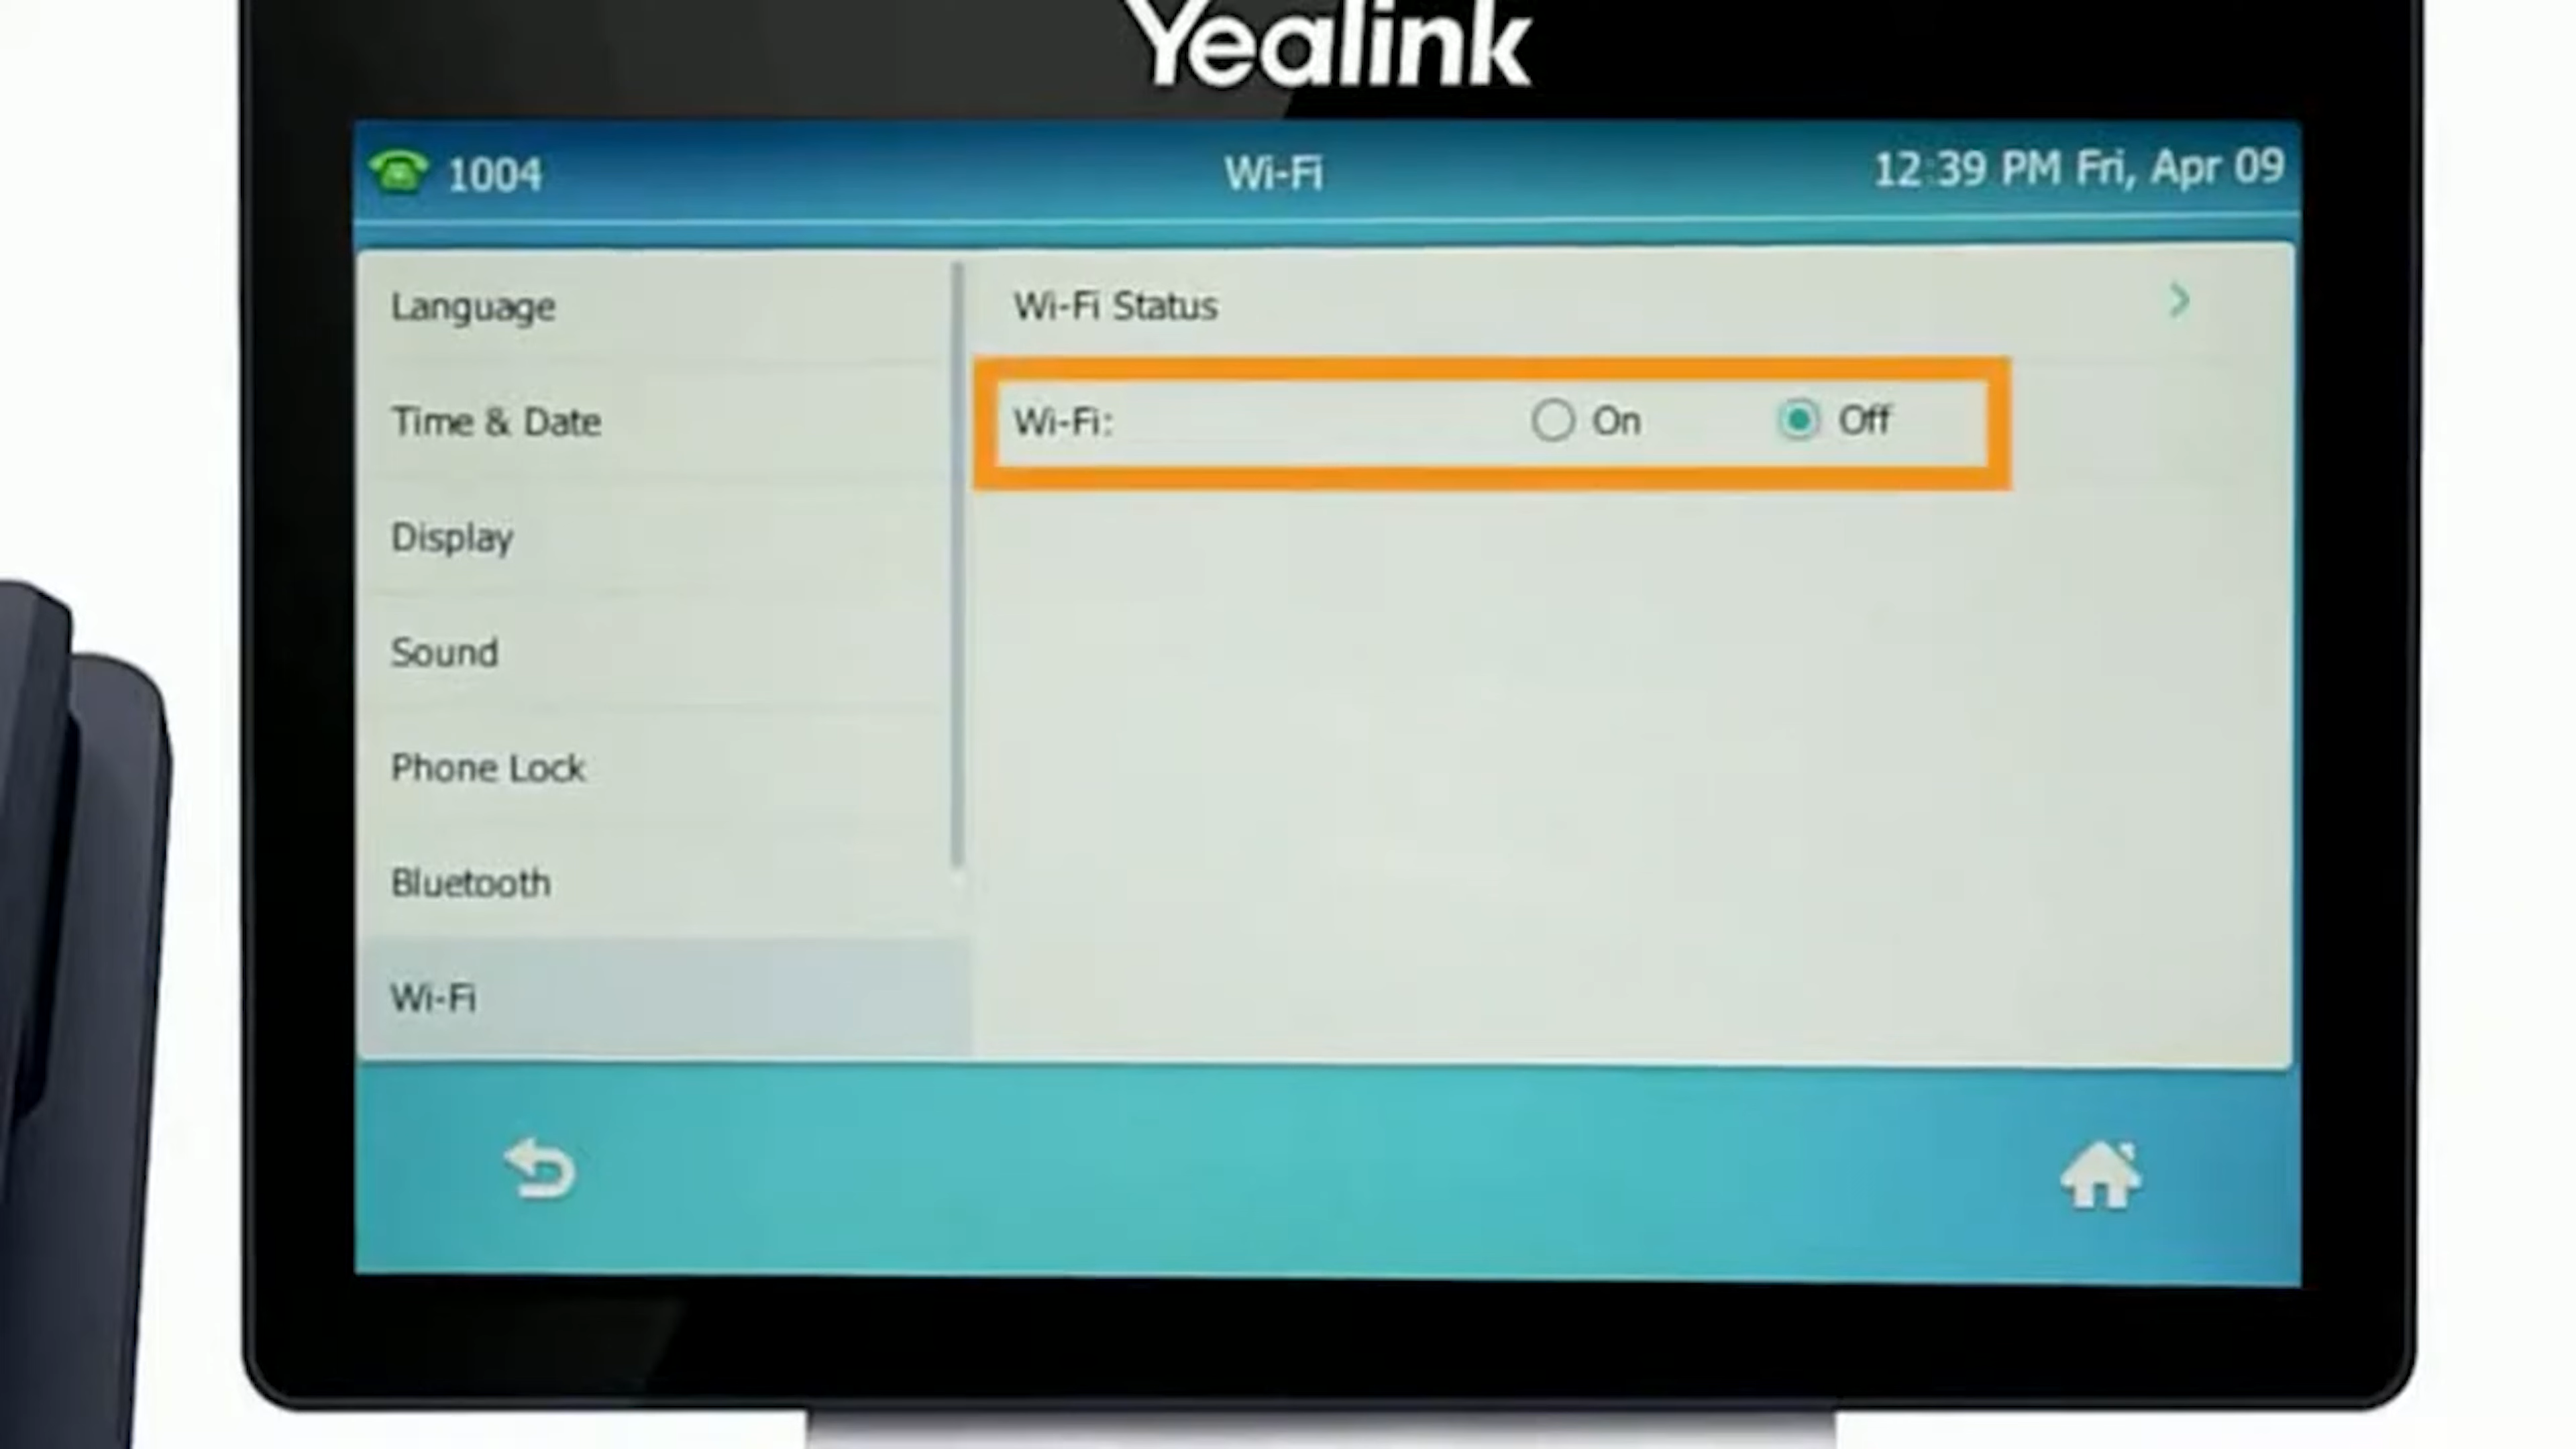 Yealink
1004
Wi-Fi
12:39 PM Fri, Apr 09
Language
Time & Date
Display
Sound
Phone Lock
Bluetooth
Wi-Fi
Wi-Fi Status
Wi-Fi:
On
Off